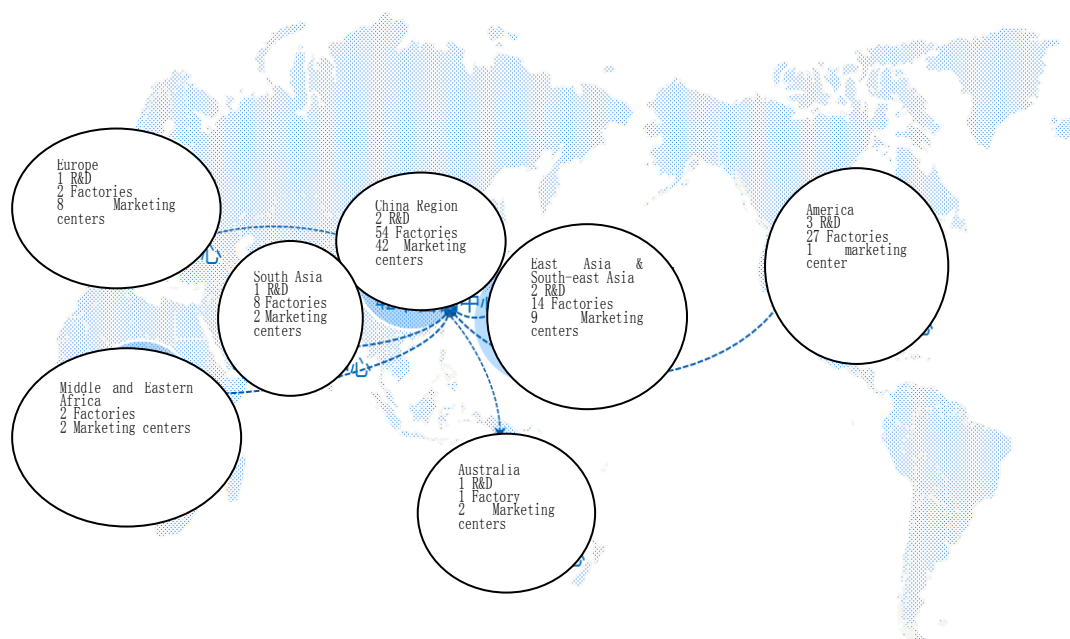 Europe
1 R&D
2 Factories
8 Marketing
centers
China Region
2 R&D
54 Factories
42 Marketing
centers
South Asia
1 R&D
8 Factories
2 Marketing
centers
East Asia &
South-east Asia
2 R&D
14 Factories
9 Marketing
centers
America
3 R&D
27 Factories
1 marketing
center
Middle and Eastern
Africa
2 Factories
2 Marketing centers
Australia
1 R&D
1 Factory
2 Marketing
centers